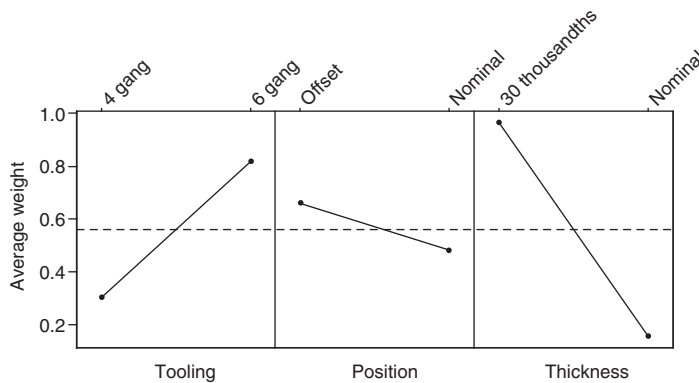 4 gang
6 gang
Offset
Nominal
30 thousandths
Nominal
1.0
0.8
0.6
0.4
0.2
Average weight
Tooling
Position
Thickness